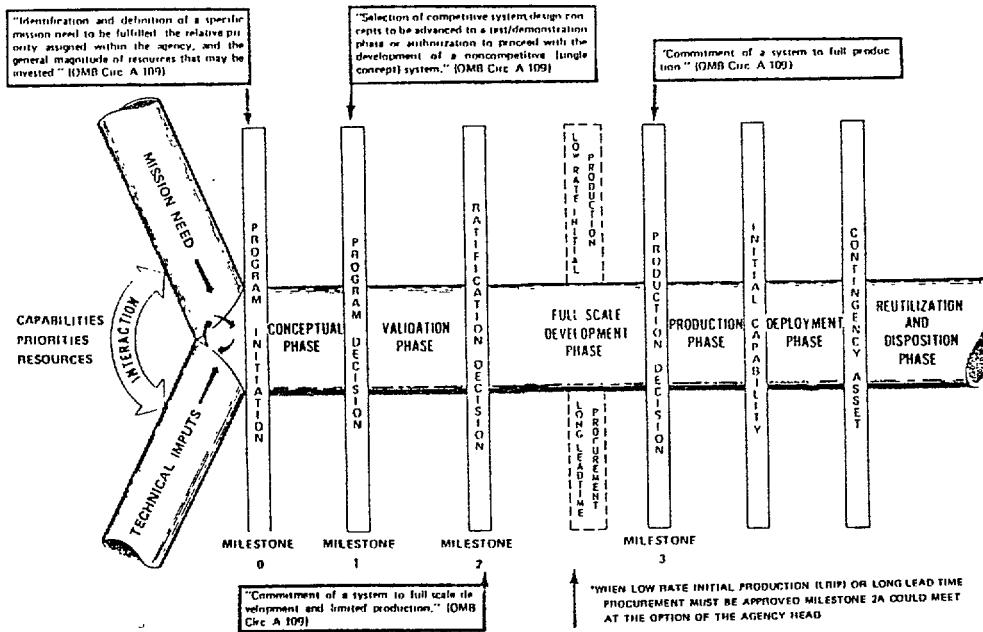 "Identification and definition of a specific
mission need to be fulfilled the relative pri
ority assigned within the agency, and the
general magnitude of resources that may be
invested" (OMB Circ. A 109)
"Selection of competitive system design con
cepts to be advanced to a test/demonstration
phase or authorization to proceed with the
development of a noncompetitive (single
concept) system." (OMB Circ. A 109)
"Commitment of a system to full produc
tion" (OMB Circ. A 109)
MISSION NEED
CAPABILITIES
PRIORITIES
RESOURCES
INTERACTION
TECHNICAL IMPUTS
PROGRAM INITIATION
CONCEPTUAL
PHASE
PROGRAM DECISION
VALIDATION
PHASE
RATIFICATION DECISION
LOW RATE INITIAL
PRODUCTION
FULL SCALE
DEVELOPMENT
PHASE
LONG LEADTIME
PROCUREMENT
PRODUCTION DECISION
PRODUCTION
PHASE
INITIAL CAPABILITY
DEPLOYMENT
PHASE
CONTINGENCY ASSET
REUTILIZATION
AND
DISPOSITION
PHASE
MILESTONE
0
MILESTONE
1
MILESTONE
2
MILESTONE
3
"Commitment of a system to full scale de
velopment and limited production," (OMB
Circ A 109)
*WHEN LOW RATE INITIAL PRODUCTION (LRIP) OR LONG LEAD TIME
PROCUREMENT MUST BE APPROVED MILESTONE 2A COULD MEET
AT THE OPTION OF THE AGENCY HEAD